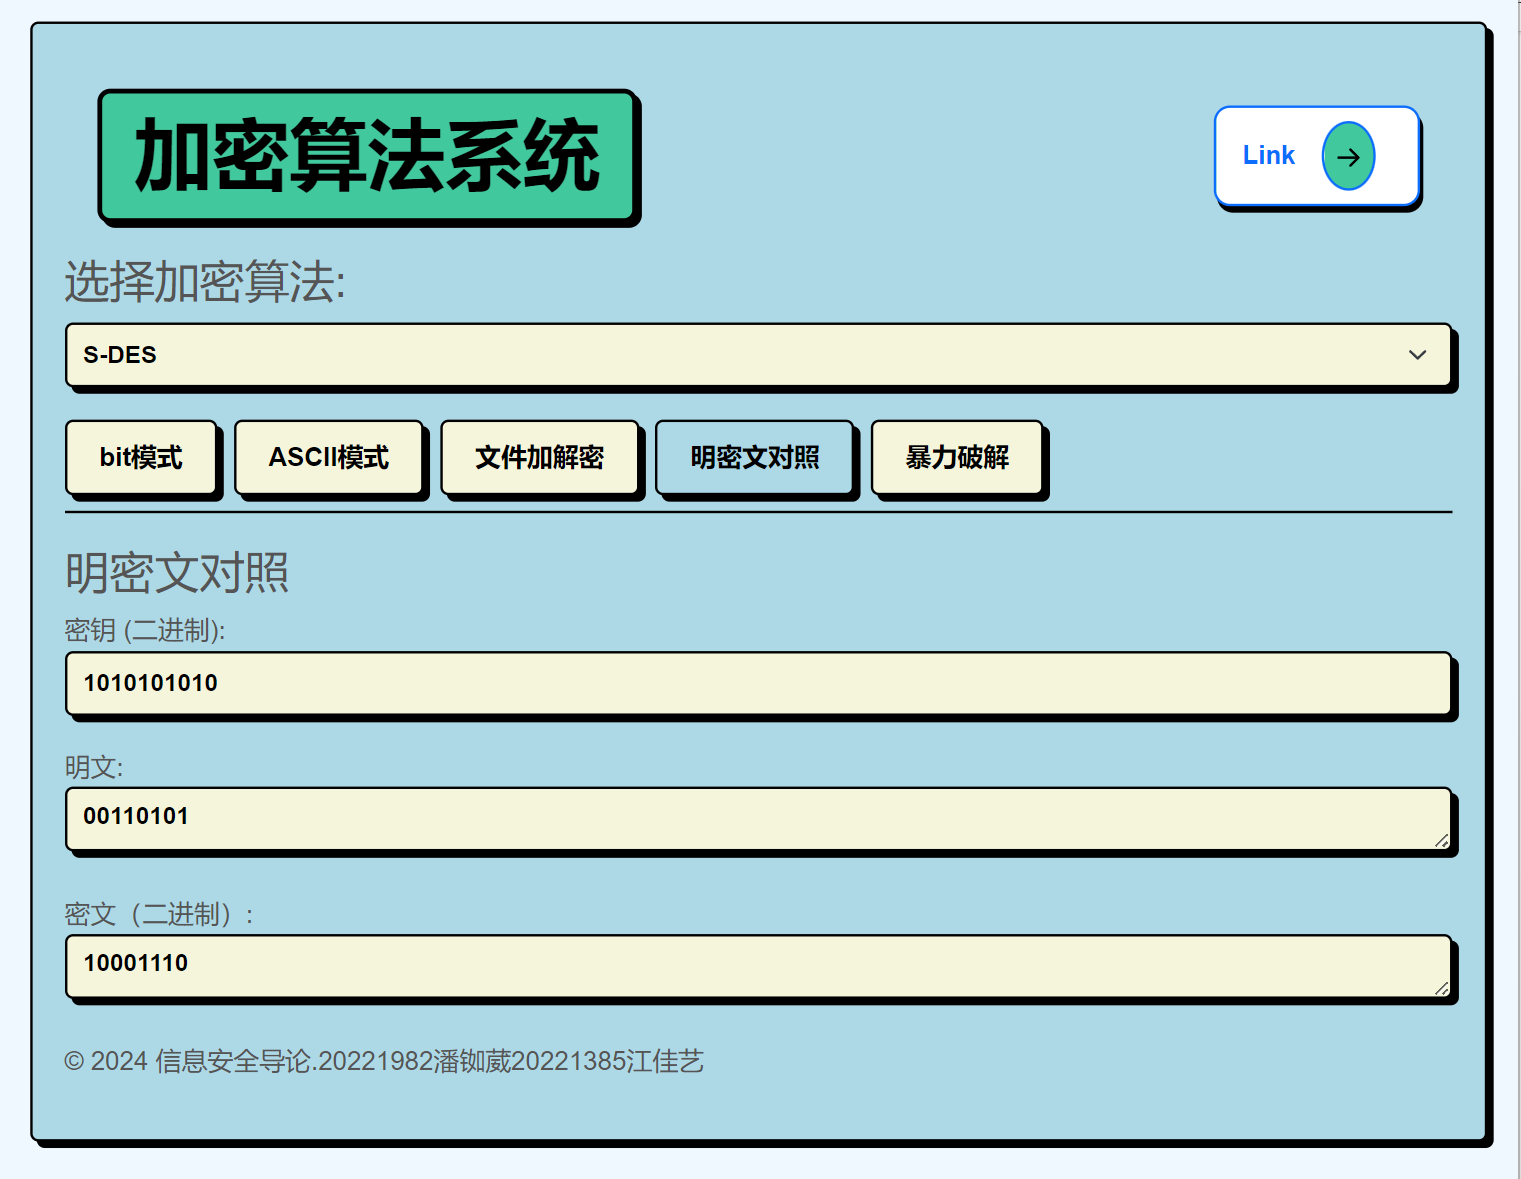 加密算法系统
Link
选择加密算法:
S-DES
bit模式 ASCII模式 文件加解密 明密文对照 暴力破解
明密文对照
密钥 (二进制):
1010101010
明文:
00110101
密文（二进制）:
10001110
© 2024 信息安全导论.20221982潘铷葳20221385江佳艺